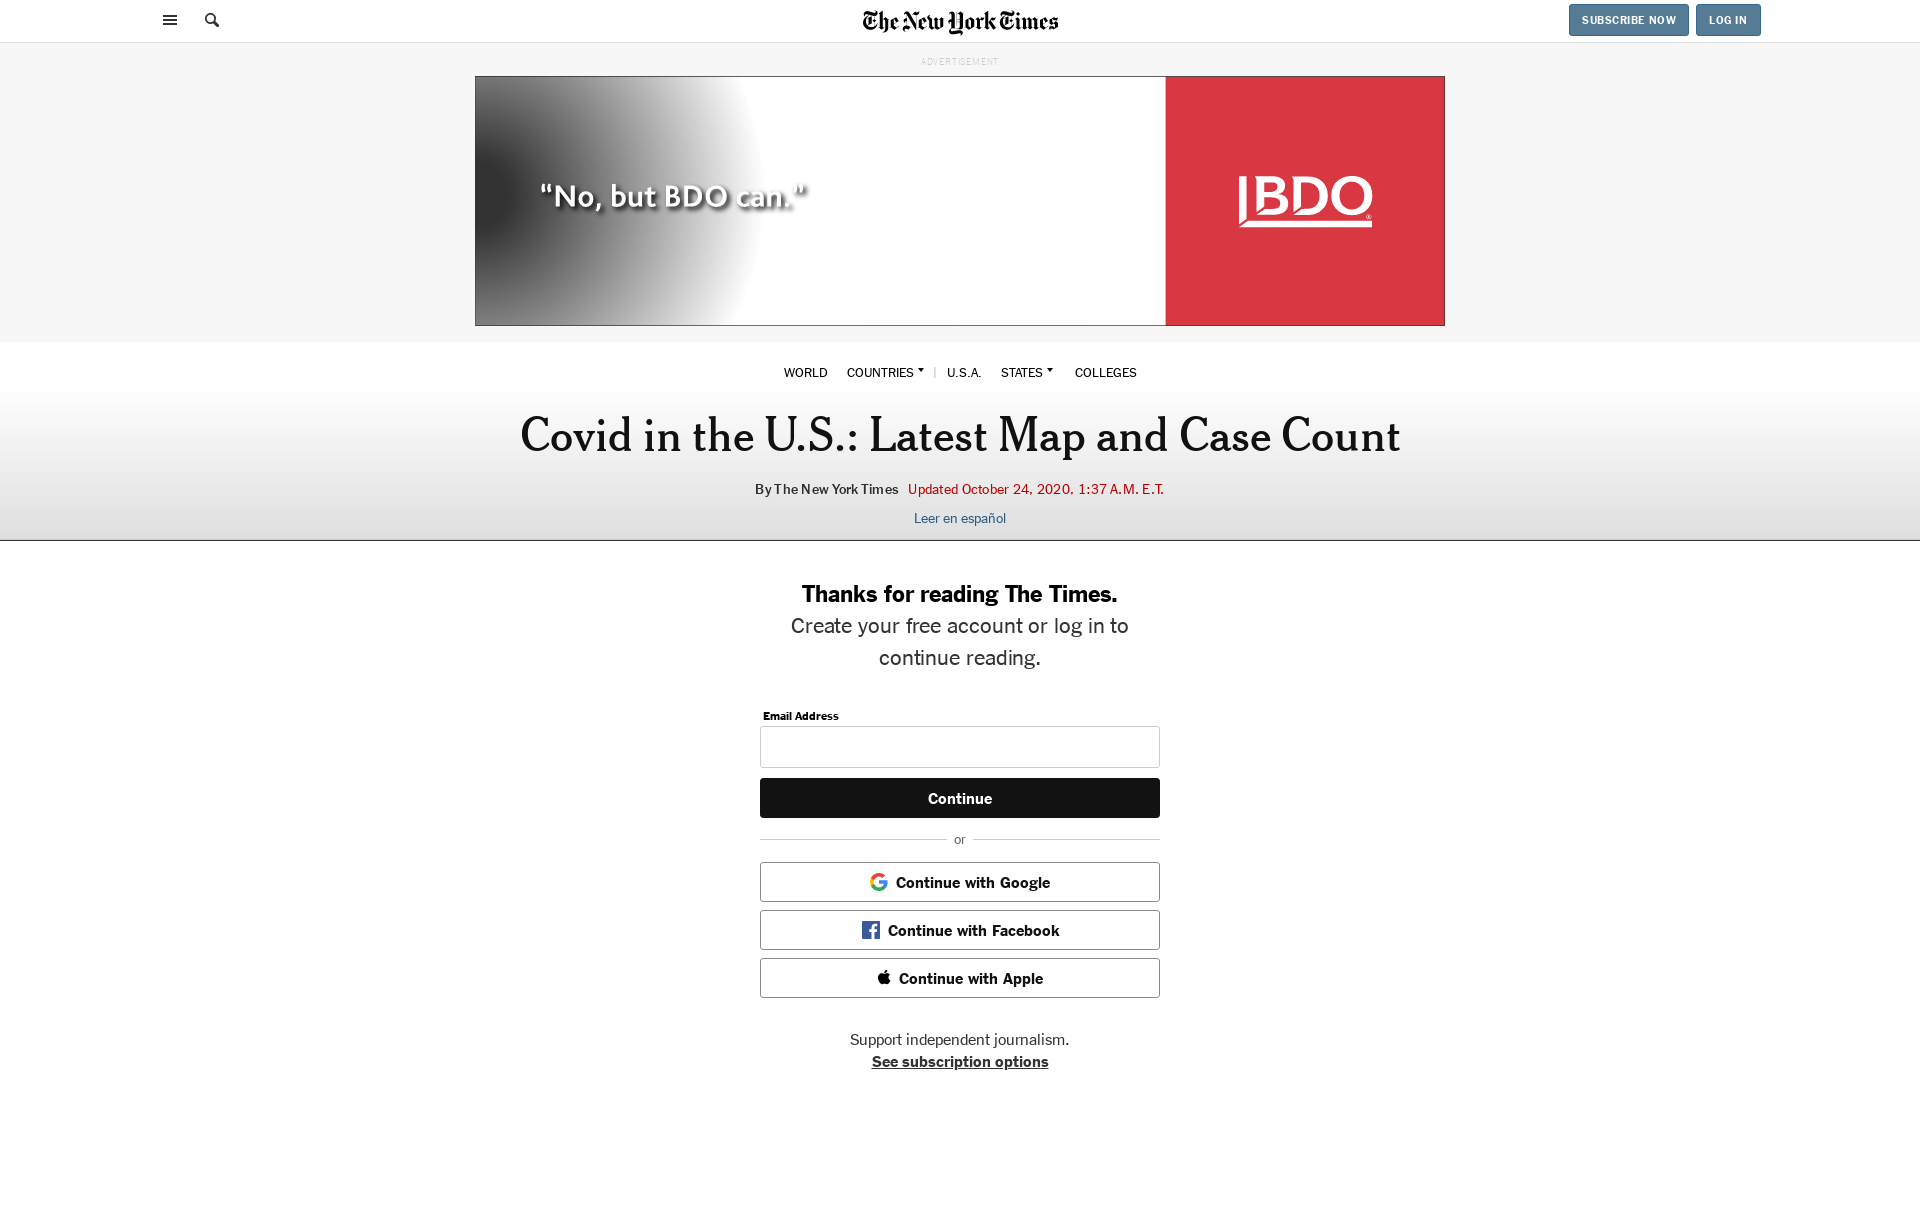 The New York Times
SUBSCRIBE NOW
LOG IN
ADVERTISEMENT
“No, but BDO can.”
BDO
®
WORLD COUNTRIES U.S.A. STATES COLLEGES
Covid in the U.S.: Latest Map and Case Count
By The New York Times Updated October 24, 2020, 1:37 A.M. E.T.
Leer en español
Thanks for reading The Times.
Create your free account or log in to
continue reading.
Email Address
Continue
or
Continue with Google
Continue with Facebook
Continue with Apple
Support independent journalism.
See subscription options